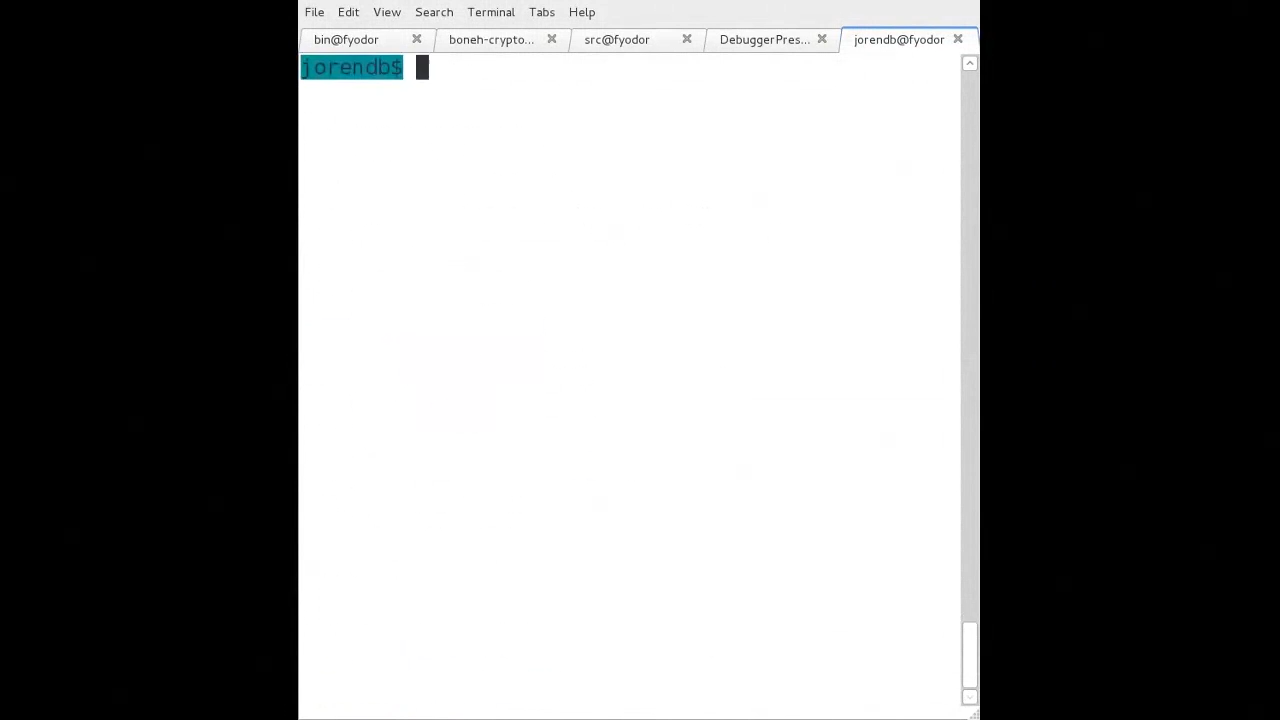 File Edit View Search Terminal Tabs Help
bin@fyodor boneh-crypto... src@fyodor DebuggerPres... jorendb@fyodor
jorendb$